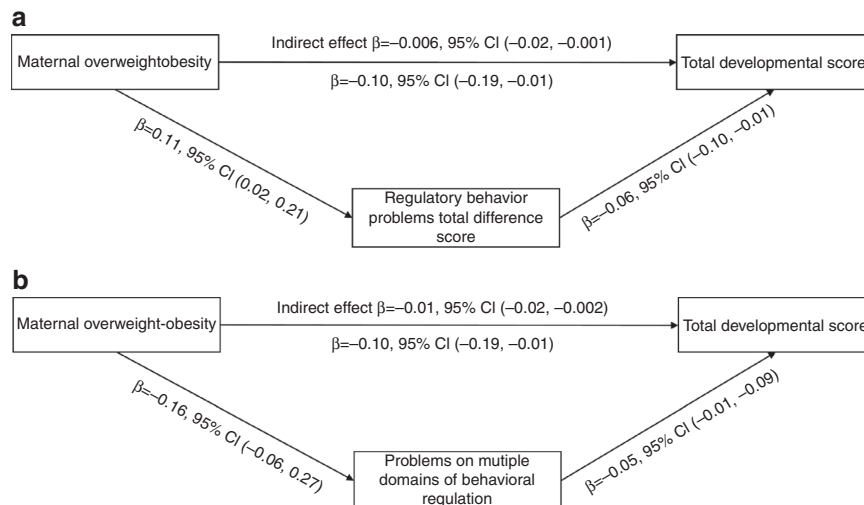 a
Maternal overweightobesity
Indirect effect β=–0.006, 95% CI (–0.02, –0.001)
β=–0.10, 95% CI (–0.19, –0.01)
Total developmental score
β=0.11, 95% CI (0.02, 0.21)
Regulatory behavior
problems total difference
score
β=–0.06, 95% CI (–0.10, –0.01)
b
Maternal overweight-obesity
Indirect effect β=–0.01, 95% CI (–0.02, –0.002)
β=–0.10, 95% CI (–0.19, –0.01)
Total developmental score
β=–0.16, 95% CI (–0.06, 0.27)
Problems on mutiple
domains of behavioral
regulation
β=–0.05, 95% CI (–0.01, –0.09)